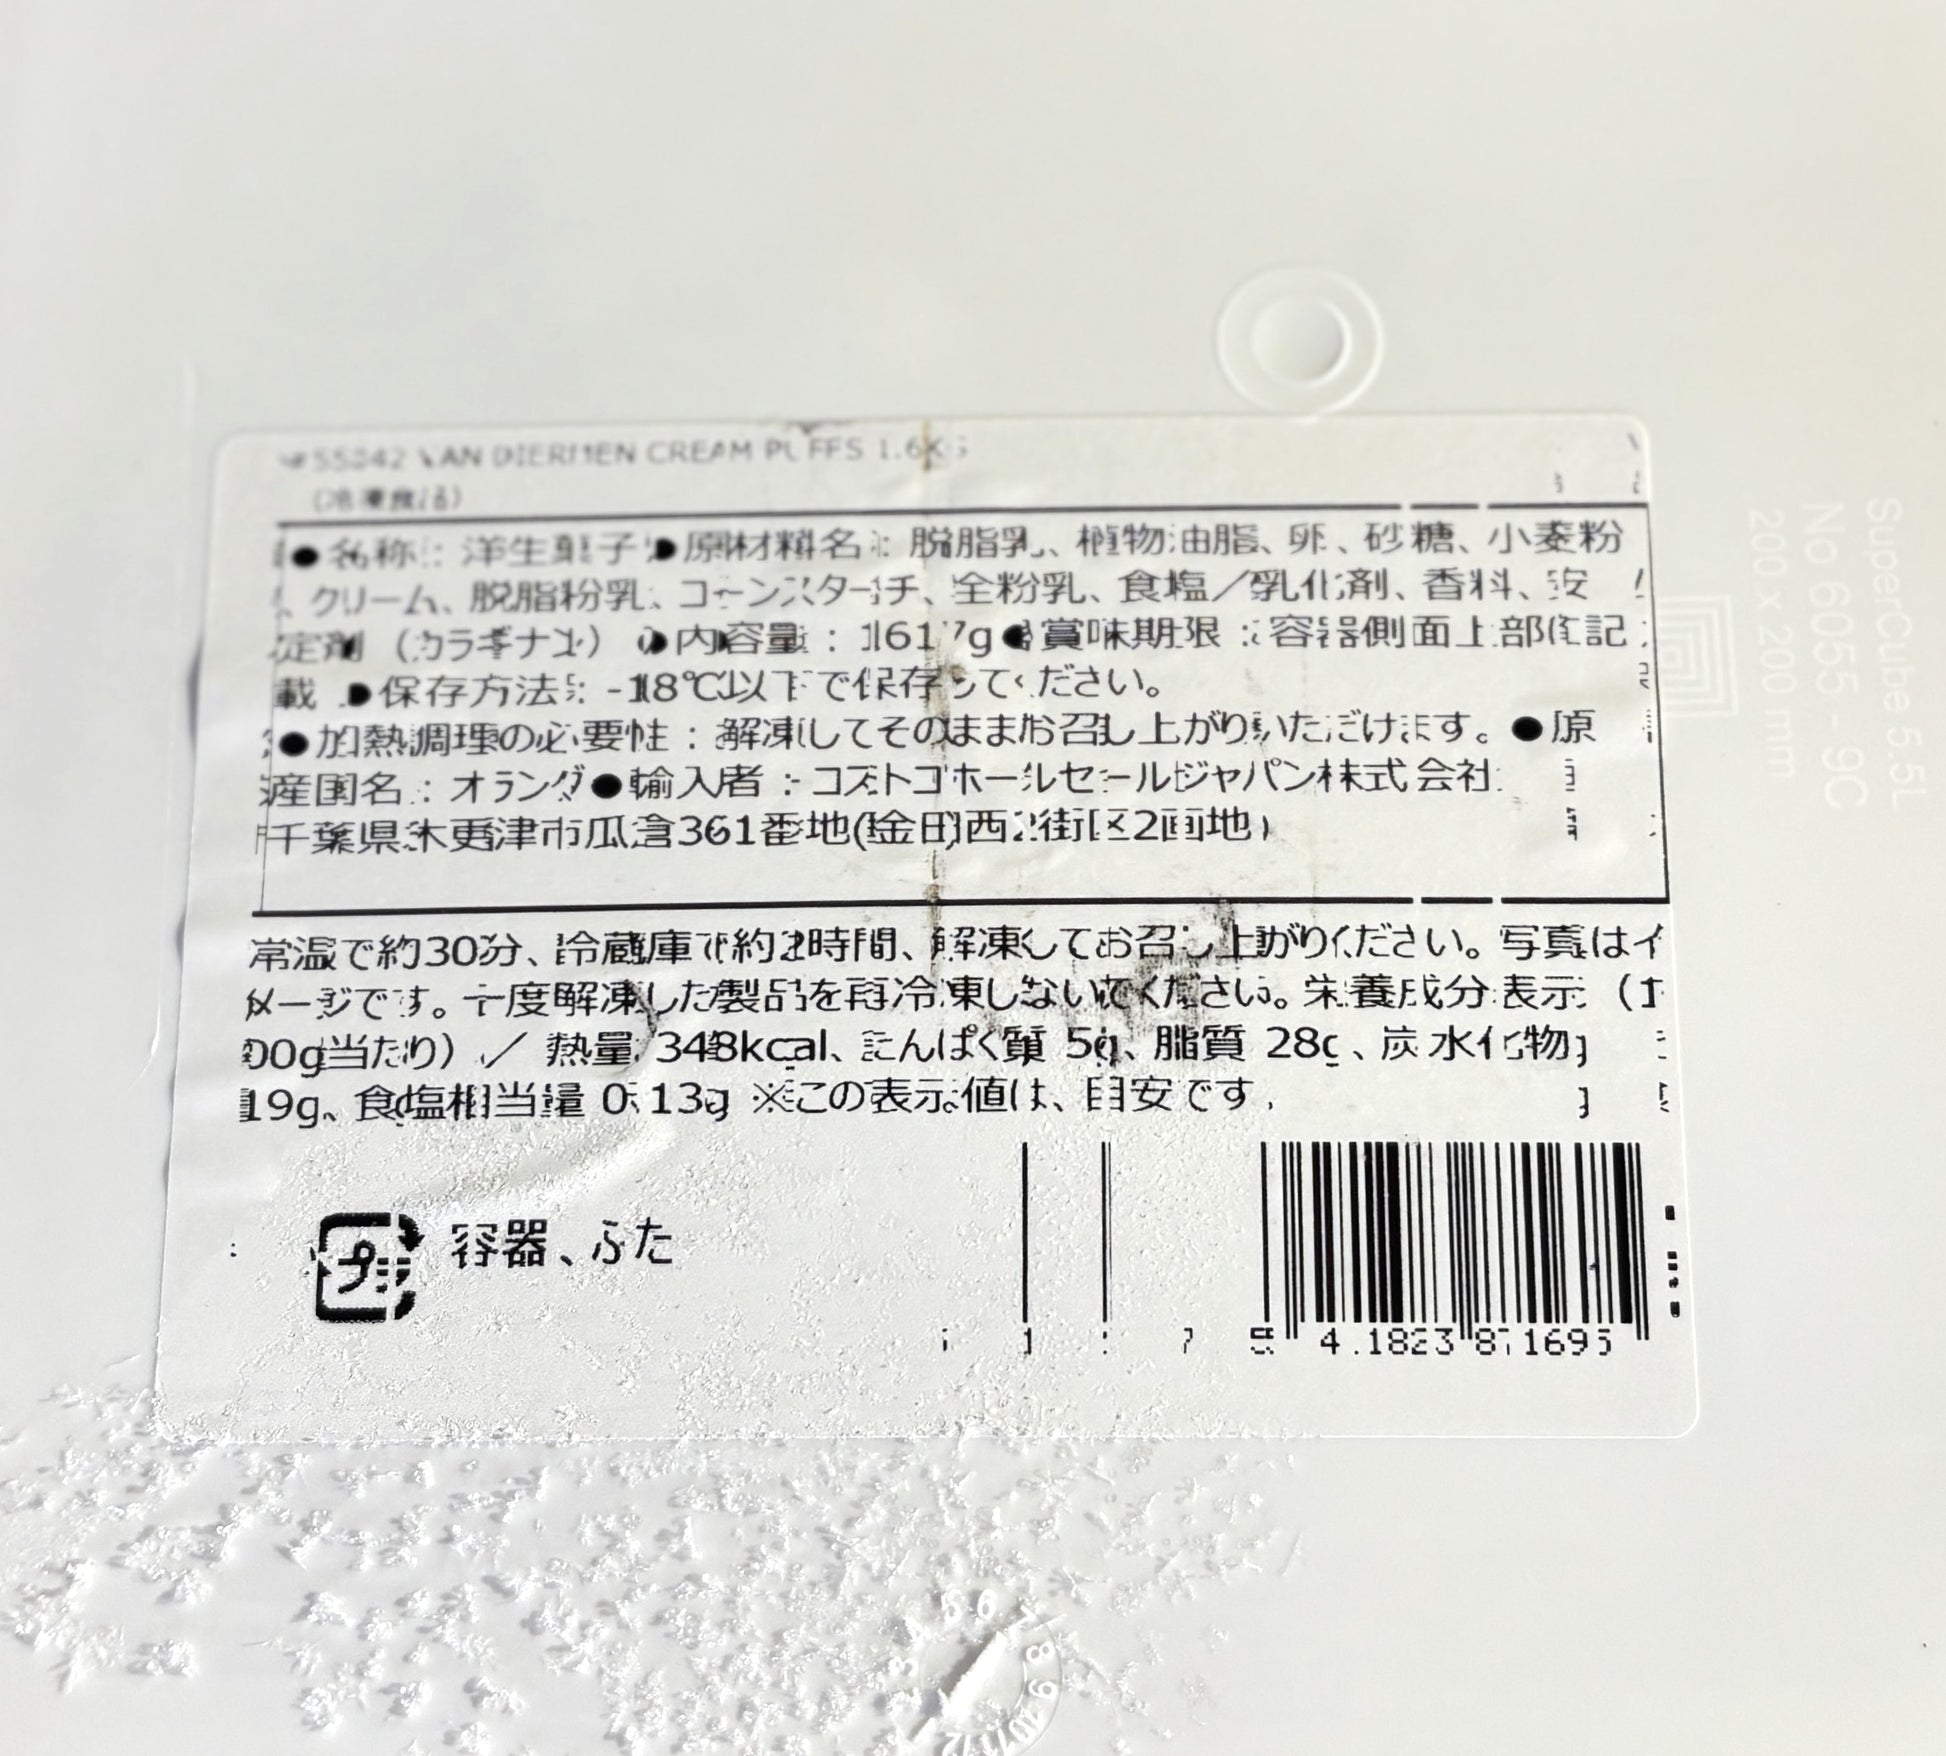 VAN DIERMEN CREAM PUFFS 1.6KG
(冷凍食品)
●名称：洋生菓子●原材料名：脱脂乳、植物油脂、卵、砂糖、小麦粉
、クリーム、脱脂粉乳、コーンスターチ、全粉乳、食塩／乳化剤、香料、安
定剤（カラギナン）●内容量：1617g●賞味期限：容器側面上部に記
載 ●保存方法：-18℃以下で保存してください。
●加熱調理の必要性：解凍してそのままお召し上がりいただけます。●原
産国名：オランダ●輸入者：コストコホールセールジャパン株式会社
千葉県木更津市瓜倉361番地(金田西2街区2画地)
常温で約30分、冷蔵庫で約2時間、解凍してお召し上がりください。写真はイ
メージです。一度解凍した製品を再冷凍しないでください。栄養成分表示（1
00g当たり）／ 熱量 348kcal、たんぱく質 5g、脂質 28g、炭水化物
19g、食塩相当量 0.13g ※この表示値は、目安です。
プラ
容器、ふた
SuperCube 5.5L
No 6055 - 9C
200 x 200 mm
5 6 7 8 9 10 11 12